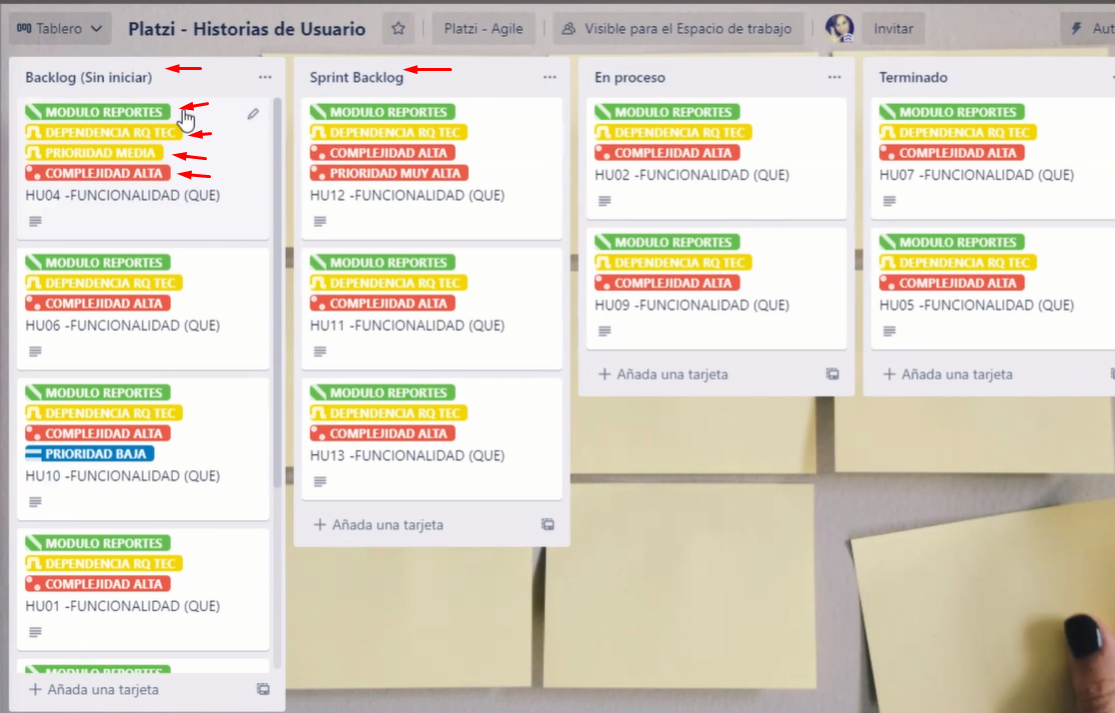 Tablero
Platzi - Historias de Usuario
Platzi - Agile
Visible para el Espacio de trabajo
Invitar
Backlog (Sin iniciar)
MODULO REPORTES
DEPENDENCIA RQ TEC
PRIORIDAD MEDIA
COMPLEJIDAD ALTA
HU04 -FUNCIONALIDAD (QUE)
MODULO REPORTES
DEPENDENCIA RQ TEC
COMPLEJIDAD ALTA
HU06 -FUNCIONALIDAD (QUE)
MODULO REPORTES
DEPENDENCIA RQ TEC
COMPLEJIDAD ALTA
PRIORIDAD BAJA
HU10 -FUNCIONALIDAD (QUE)
MODULO REPORTES
DEPENDENCIA RQ TEC
COMPLEJIDAD ALTA
HU01 -FUNCIONALIDAD (QUE)
MODULO REPORTES
+ Añada una tarjeta
Sprint Backlog
MODULO REPORTES
DEPENDENCIA RQ TEC
COMPLEJIDAD ALTA
PRIORIDAD MUY ALTA
HU12 -FUNCIONALIDAD (QUE)
MODULO REPORTES
DEPENDENCIA RQ TEC
COMPLEJIDAD ALTA
HU11 -FUNCIONALIDAD (QUE)
MODULO REPORTES
DEPENDENCIA RQ TEC
COMPLEJIDAD ALTA
HU13 -FUNCIONALIDAD (QUE)
+ Añada una tarjeta
En proceso
MODULO REPORTES
DEPENDENCIA RQ TEC
COMPLEJIDAD ALTA
HU02 -FUNCIONALIDAD (QUE)
MODULO REPORTES
DEPENDENCIA RQ TEC
COMPLEJIDAD ALTA
HU09 -FUNCIONALIDAD (QUE)
+ Añada una tarjeta
Terminado
MODULO REPORTES
DEPENDENCIA RQ TEC
COMPLEJIDAD ALTA
HU07 -FUNCIONALIDAD (QUE)
MODULO REPORTES
DEPENDENCIA RQ TEC
COMPLEJIDAD ALTA
HU05 -FUNCIONALIDAD (QUE)
+ Añada una tarjeta